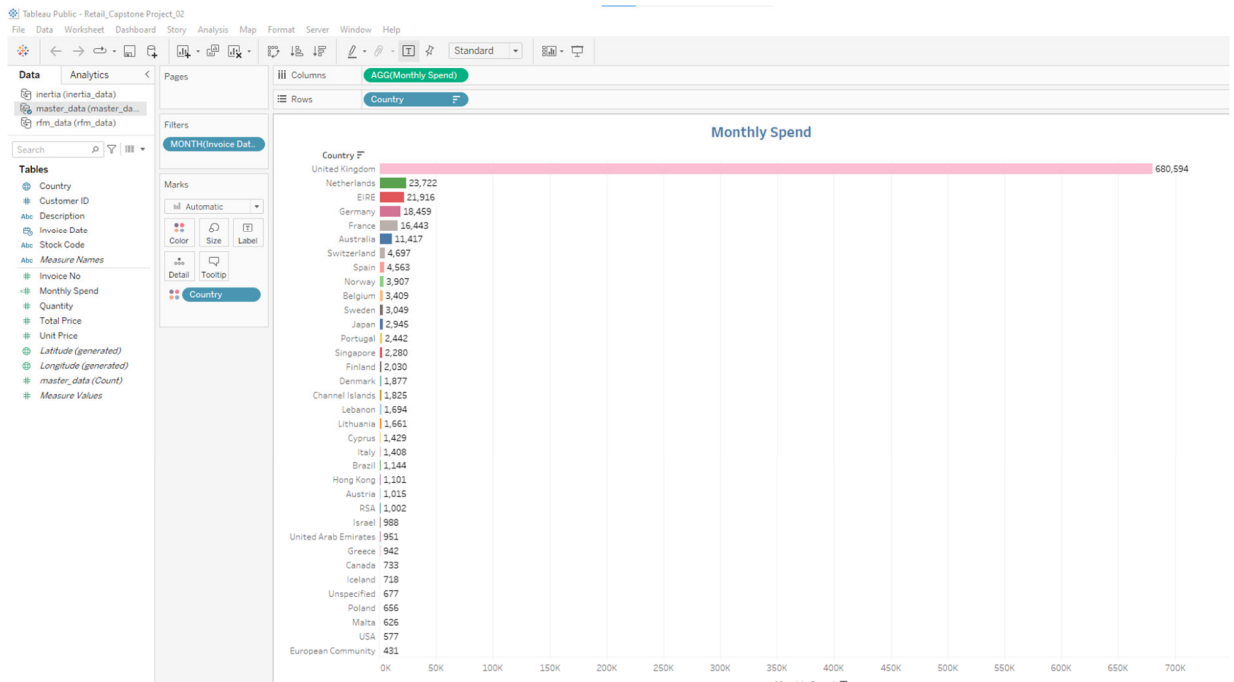 Tableau Public - Retail_Capstone Project_02
File Data Worksheet Dashboard Story Analysis Map Format Server Window Help
Standard
Data Analytics
inertia (inertia_data)
master_data (master_da...
rfm_data (rfm_data)
Search
Tables
Country
Customer ID
Abc Description
Invoice Date
Abc Stock Code
Abc Measure Names
Invoice No
Monthly Spend
Quantity
Total Price
Unit Price
Latitude (generated)
Longitude (generated)
master_data (Count)
Measure Values
Pages
Filters
MONTH(Invoice Dat..
Marks
Automatic
Color Size Label
Detail Tooltip
Country
Columns AGG(Monthly Spend)
Rows Country
Monthly Spend
Country
United Kingdom 680,594
Netherlands 23,722
EIRE 21,916
Germany 18,459
France 16,443
Australia 11,417
Switzerland 4,697
Spain 4,563
Norway 3,907
Belgium 3,409
Sweden 3,049
Japan 2,945
Portugal 2,442
Singapore 2,280
Finland 2,030
Denmark 1,877
Channel Islands 1,825
Lebanon 1,694
Lithuania 1,661
Cyprus 1,429
Italy 1,408
Brazil 1,144
Hong Kong 1,101
Austria 1,015
RSA 1,002
Israel 988
United Arab Emirates 951
Greece 942
Canada 733
Iceland 718
Unspecified 677
Poland 656
Malta 626
USA 577
European Community 431
0K 50K 100K 150K 200K 250K 300K 350K 400K 450K 500K 550K 600K 650K 700K